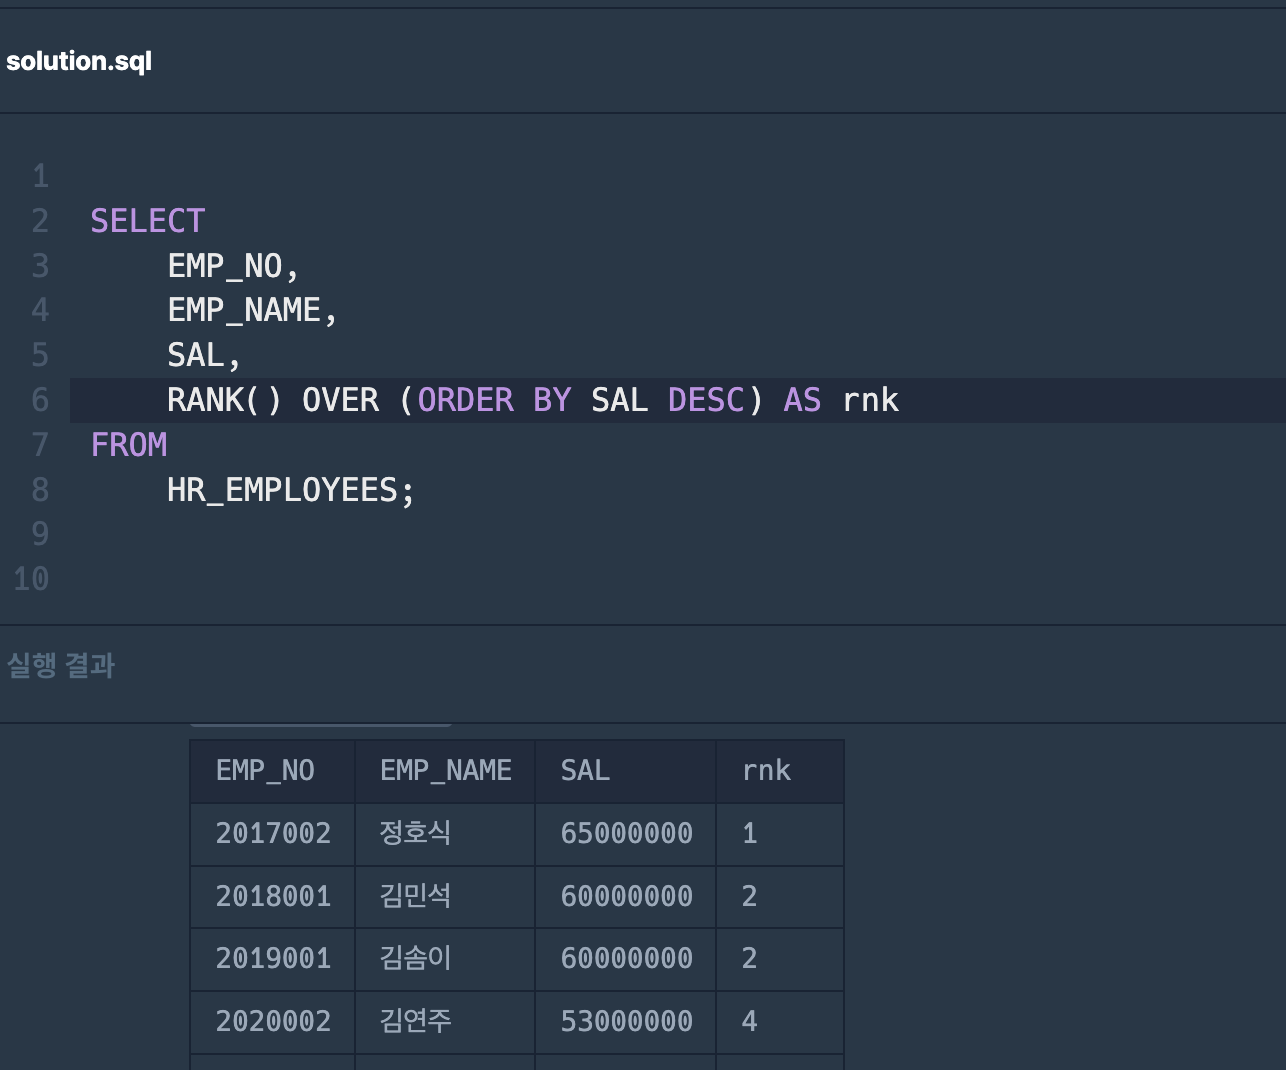 solution.sql
1
2 SELECT
3 EMP_NO,
4 EMP_NAME,
5 SAL,
6 RANK() OVER (ORDER BY SAL DESC) AS rnk
7 FROM
8 HR_EMPLOYEES;
9
10
실행 결과
EMP_NO EMP_NAME SAL rnk
2017002 정호식 65000000 1
2018001 김민석 60000000 2
2019001 김솜이 60000000 2
2020002 김연주 53000000 4